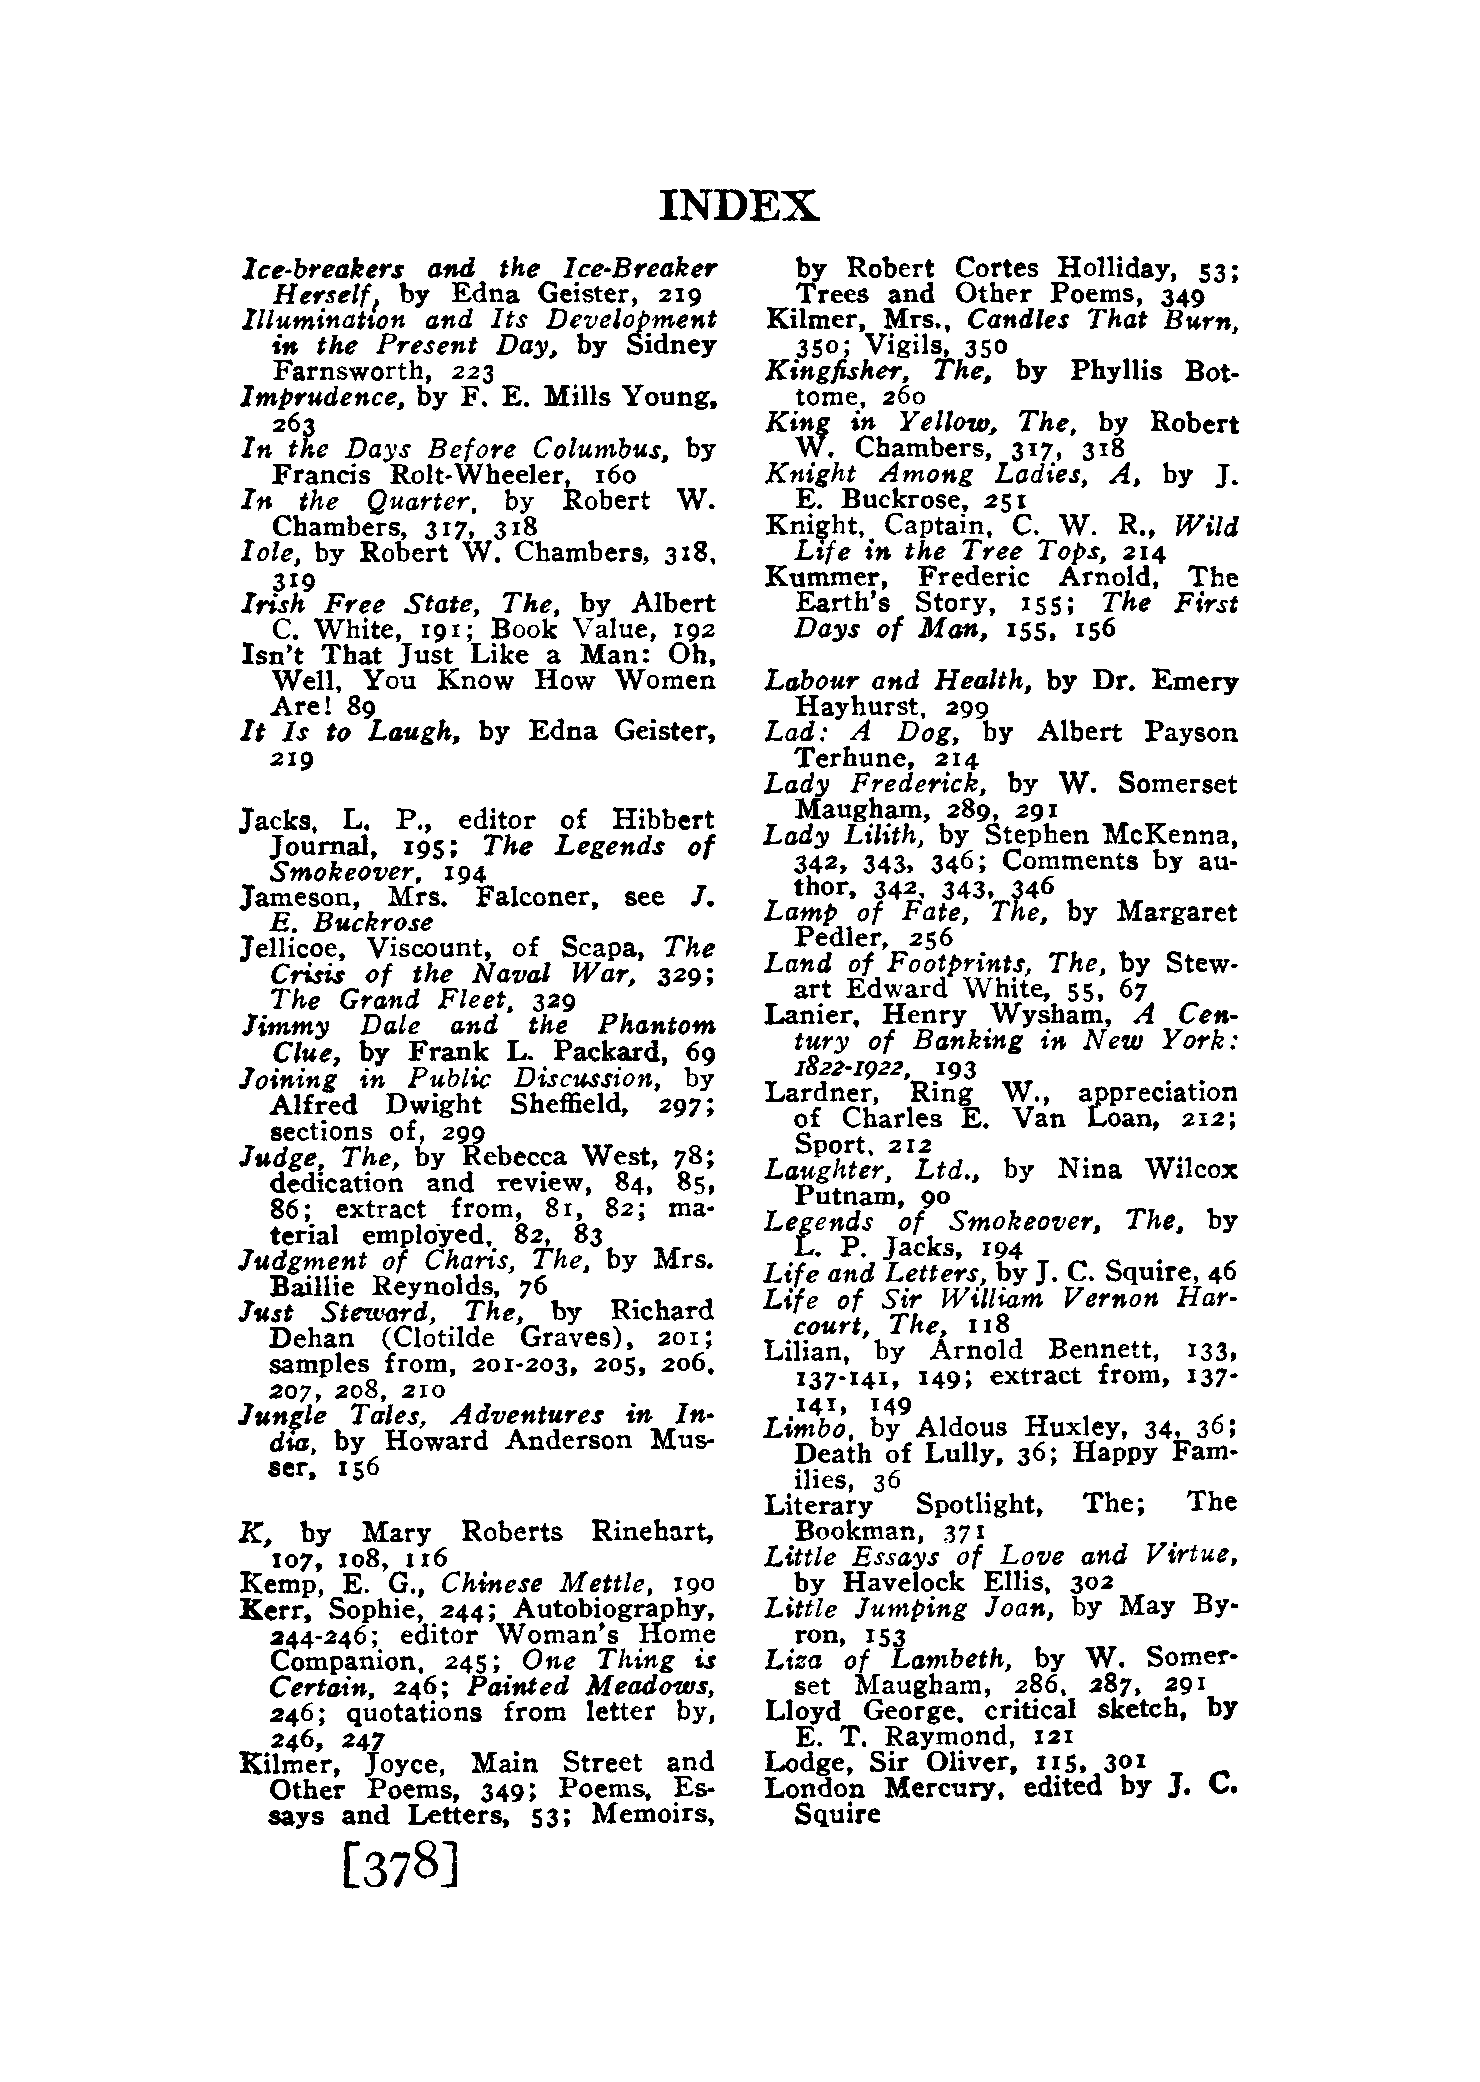 INDEX
Ice-breakers and the Ice-Breaker
Herself, by Edna Geister, 219
Illumination and Its Development
in the Present Day, by Sidney
Farnsworth, 223
Imprudence, by F. E. Mills Young,
263
In the Days Before Columbus, by
Francis Rolt-Wheeler, 160
In the Quarter, by Robert W.
Chambers, 317, 318
Iole, by Robert W. Chambers, 318,
319
Irish Free State, The, by Albert
C. White, 191; Book Value, 192
Isn't That Just Like a Man: Oh,
Well, You Know How Women
Are! 89
It Is to Laugh, by Edna Geister,
219
Jacks, L. P., editor of Hibbert
Journal, 195; The Legends of
Smokeover, 194
Jameson, Mrs. Falconer, see J.
E. Buckrose
Jellicoe, Viscount, of Scapa, The
Crisis of the Naval War, 329;
The Grand Fleet, 329
Jimmy Dale and the Phantom
Clue, by Frank L. Packard, 69
Joining in Public Discussion, by
Alfred Dwight Sheffield, 297;
sections of, 299
Judge, The, by Rebecca West, 78;
dedication and review, 84, 85,
86; extract from, 81, 82; ma-
terial employed, 82, 83
Judgment of Charis, The, by Mrs.
Baillie Reynolds, 76
Just Steward, The, by Richard
Dehan (Clotilde Graves), 201;
samples from, 201-203, 205, 206,
207, 208, 210
Jungle Tales, Adventures in In-
dia, by Howard Anderson Mus-
ser, 156
K, by Mary Roberts Rinehart,
107, 108, 116
Kemp, E. G., Chinese Mettle, 190
Kerr, Sophie, 244; Autobiography,
244-246; editor Woman's Home
Companion, 245; One Thing is
Certain, 246; Painted Meadows,
246; quotations from letter by,
246, 247
Kilmer, Joyce, Main Street and
Other Poems, 349; Poems, Es-
says and Letters, 53; Memoirs,
by Robert Cortes Holliday, 53;
Trees and Other Poems, 349
Kilmer, Mrs., Candles That Burn,
350; Vigils, 350
Kingfisher, The, by Phyllis Bot-
tome, 260
King in Yellow, The, by Robert
W. Chambers, 317, 318
Knight Among Ladies, A, by J.
E. Buckrose, 251
Knight, Captain, C. W. R., Wild
Life in the Tree Tops, 214
Kummer, Frederic Arnold, The
Earth's Story, 155; The First
Days of Man, 155, 156
Labour and Health, by Dr. Emery
Hayhurst, 299
Lad: A Dog, by Albert Payson
Terhune, 214
Lady Frederick, by W. Somerset
Maugham, 289, 291
Lady Lilith, by Stephen McKenna,
342, 343, 346; Comments by au-
thor, 342, 343, 346
Lamp of Fate, The, by Margaret
Pedler, 256
Land of Footprints, The, by Stew-
art Edward White, 55, 67
Lanier, Henry Wysham, A Cen-
tury of Banking in New York:
1822-1922, 193
Lardner, Ring W., appreciation
of Charles E. Van Loan, 212;
Sport, 212
Laughter, Ltd., by Nina Wilcox
Putnam, 90
Legends of Smokeover, The, by
L. P. Jacks, 194
Life and Letters, by J. C. Squire, 46
Life of Sir William Vernon Har-
court, The, 118
Lilian, by Arnold Bennett, 133,
137-141, 149; extract from, 137-
141, 149
Limbo, by Aldous Huxley, 34, 36;
Death of Lully, 36; Happy Fam-
ilies, 36
Literary Spotlight, The; The
Bookman, 371
Little Essays of Love and Virtue,
by Havelock Ellis, 302
Little Jumping Joan, by May By-
ron, 153
Liza of Lambeth, by W. Somer-
set Maugham, 286, 287, 291
Lloyd George, critical sketch, by
E. T. Raymond, 121
Lodge, Sir Oliver, 115, 301
London Mercury, edited by J. C.
Squire
[378]